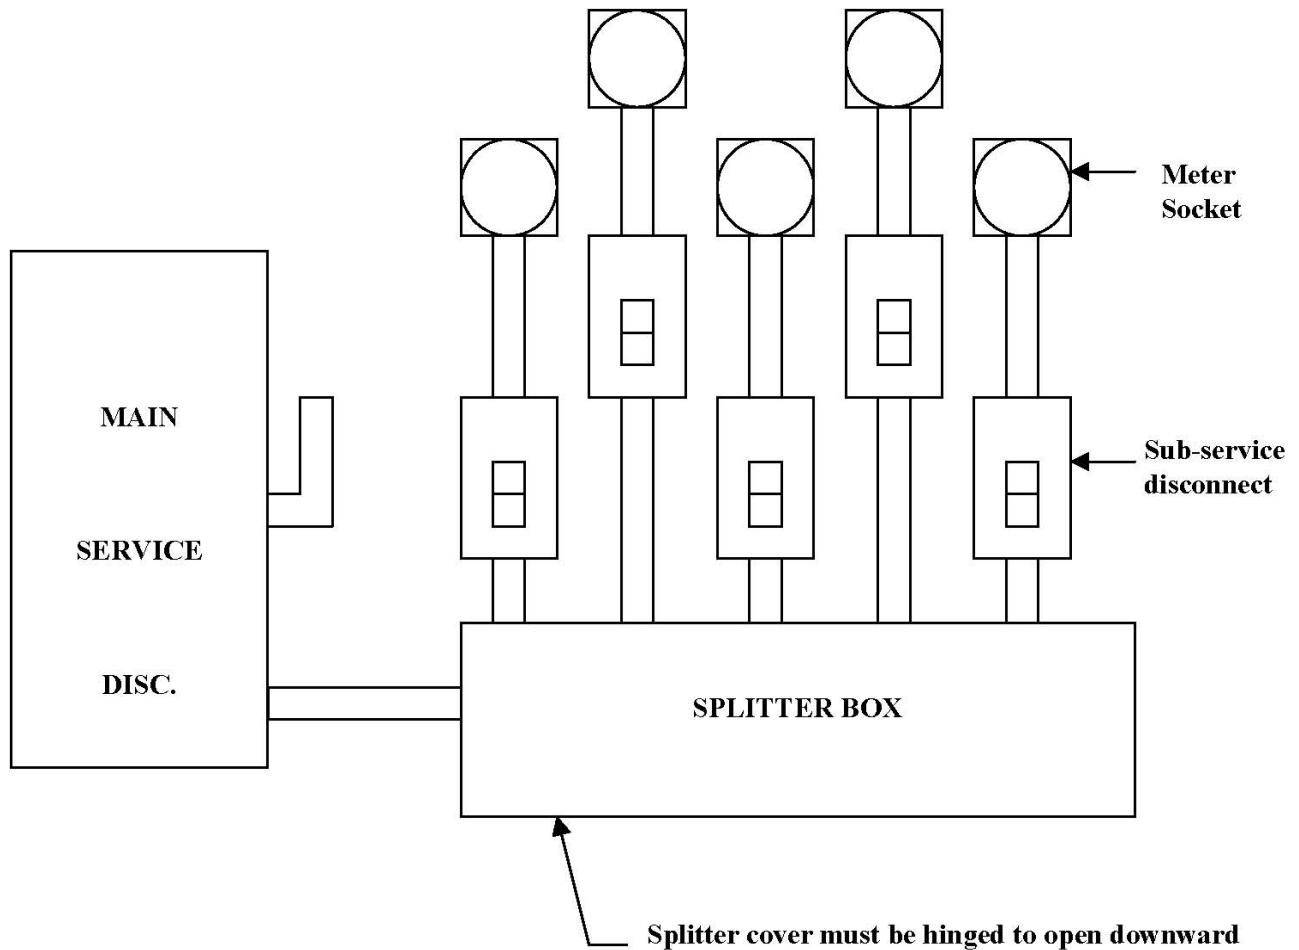 Meter
Socket
MAIN
SERVICE
DISC.
Sub-service
disconnect
SPLITTER BOX
Splitter cover must be hinged to open downward